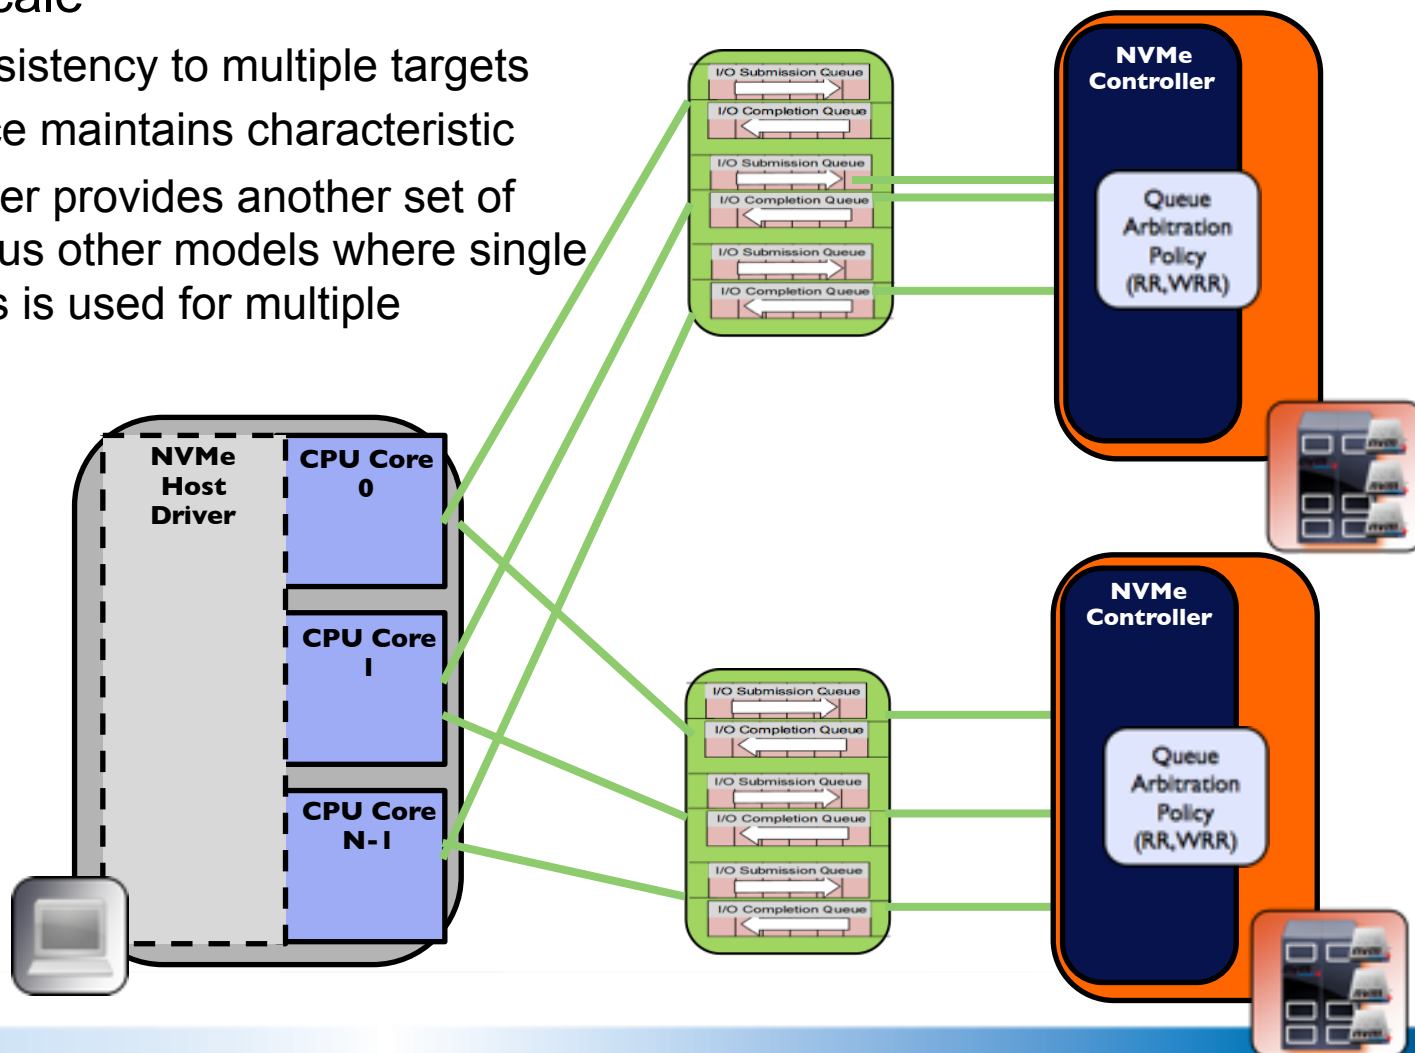 sistency to multiple targets
ce maintains characteristic
er provides another set of
us other models where single
s is used for multiple
I/O Submission Queue
I/O Completion Queue
I/O Submission Queue
I/O Completion Queue
I/O Submission Queue
I/O Completion Queue
NVMe
Controller
Queue
Arbitration
Policy
(RR,WRR)
NVMe
Host
Driver
CPU Core
0
CPU Core
1
CPU Core
N-1
I/O Submission Queue
I/O Completion Queue
I/O Submission Queue
I/O Completion Queue
I/O Submission Queue
I/O Completion Queue
NVMe
Controller
Queue
Arbitration
Policy
(RR,WRR)